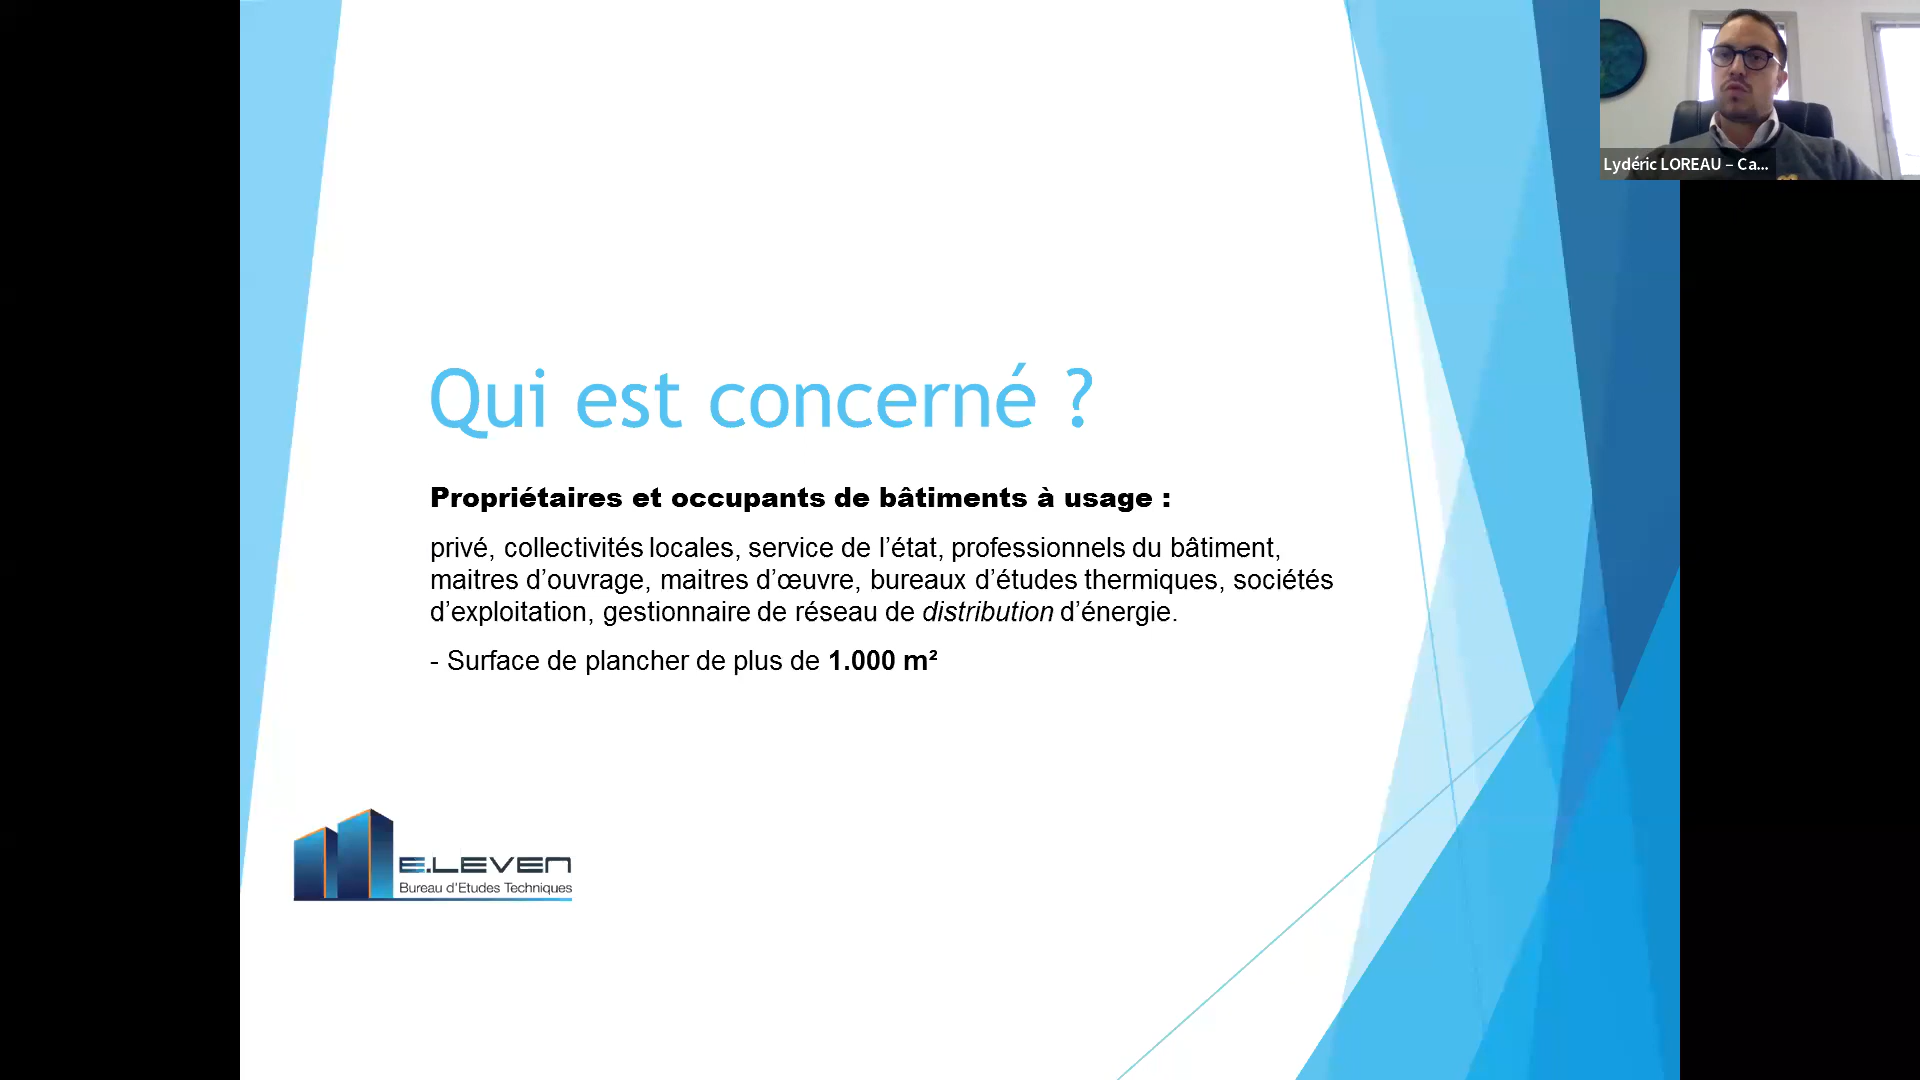 Lydéric LOREAU – Ca...
Qui est concerné ?
Propriétaires et occupants de bâtiments à usage :
privé, collectivités locales, service de l’état, professionnels du bâtiment,
maitres d’ouvrage, maitres d’œuvre, bureaux d’études thermiques, sociétés
d’exploitation, gestionnaire de réseau de distribution d’énergie.
- Surface de plancher de plus de 1.000 m²
E.LEVEN
Bureau d'Etudes Techniques